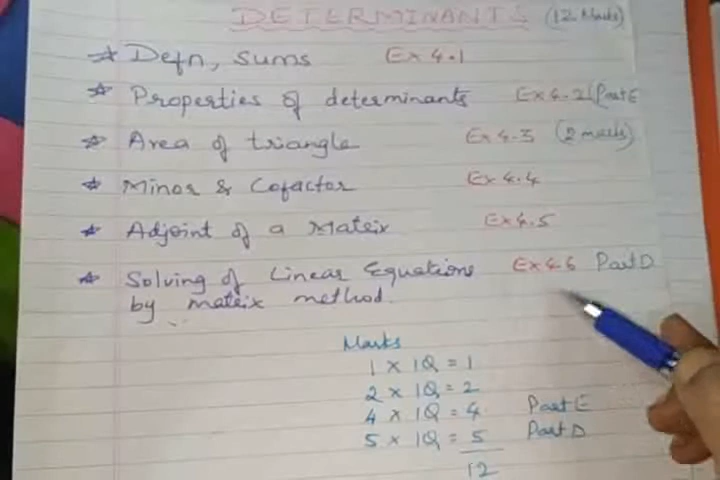 DETERMINANTS (12 Marks)
* Defn, sums Ex 4.1
* Properties of determinants Ex 4.2 (Part E
* Area of triangle Ex 4.3 (2 marks)
* Minor & Cofactor Ex 4.4
* Adjoint of a Matrix Ex 4.5
* Solving of Linear Equations Ex 4.6 Part D
by matrix method.
Marks
1 x 1Q = 1
2 x 1Q = 2
4 x 1Q = 4 Part E
5 x 1Q = 5 Part D
12